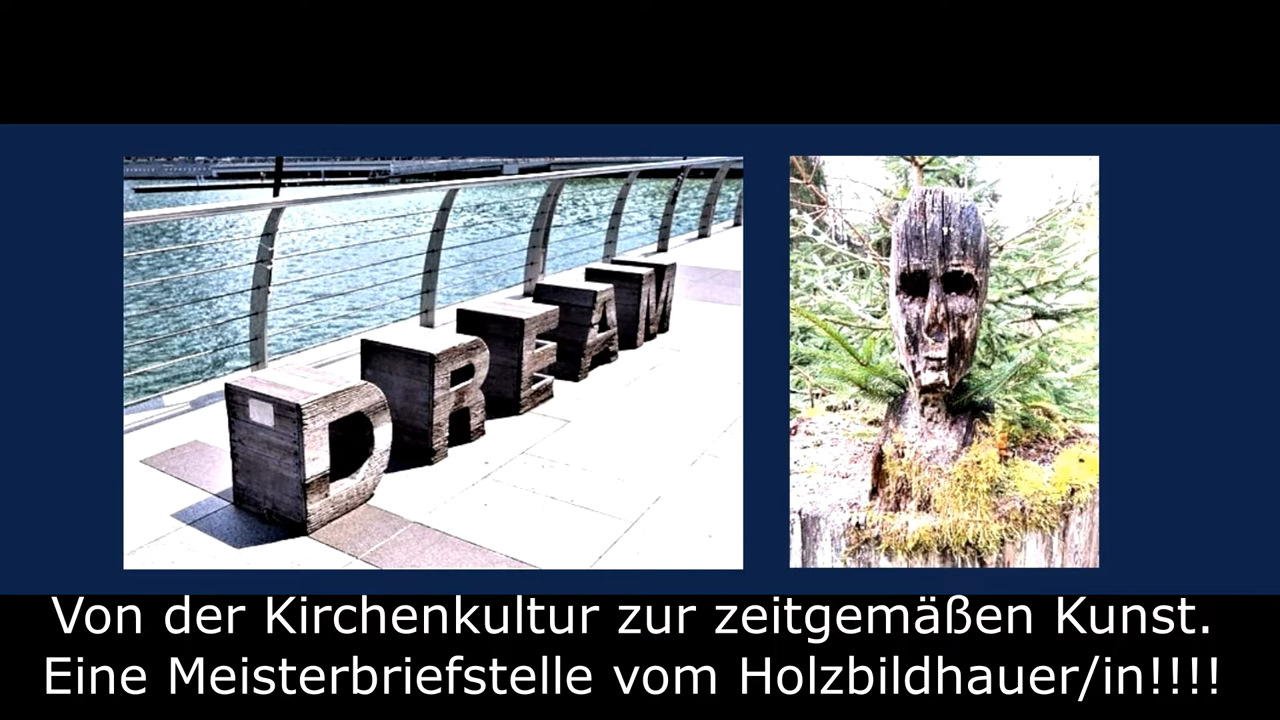 DREAM
Von der Kirchenkultur zur zeitgemäßen Kunst.
Eine Meisterbriefstelle vom Holzbildhauer/in!!!!